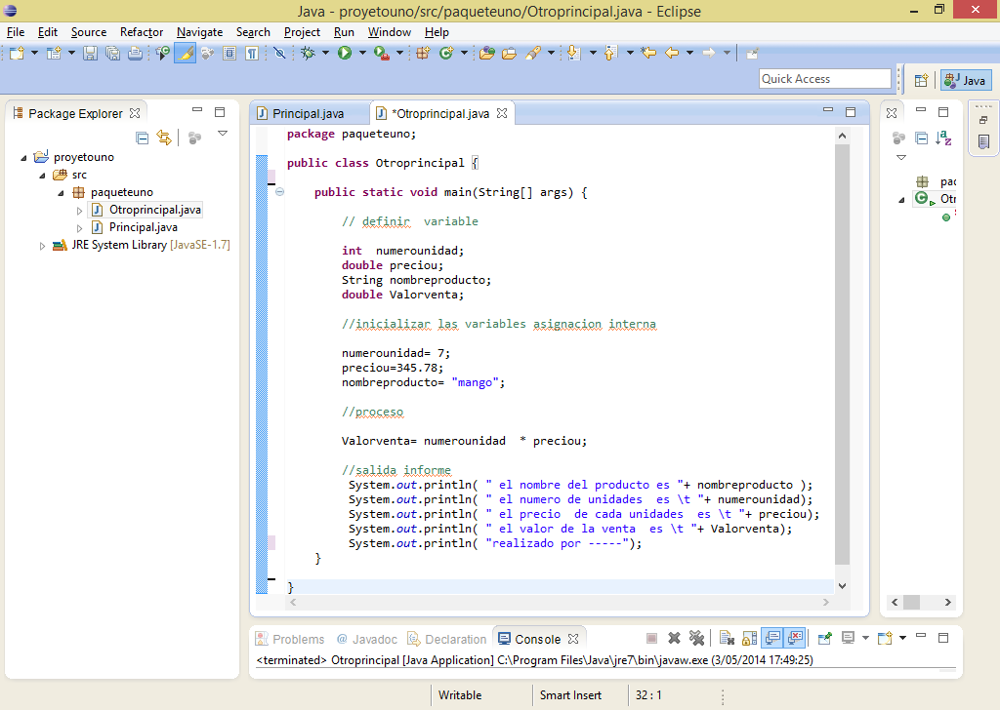 Java - proyetouno/src/paqueteuno/Otroprincipal.java - Eclipse
File Edit Source Refactor Navigate Search Project Run Window Help
Quick Access
Java
Package Explorer
proyetouno
src
paqueteuno
Otroprincipal.java
Principal.java
JRE System Library [JavaSE-1.7]
Principal.java
*Otroprincipal.java
package paqueteuno;
public class Otroprincipal {
public static void main(String[] args) {
// definir  variable
int  numerounidad;
double preciou;
String nombreproducto;
double Valorventa;
//inicializar las variables asignacion interna
numerounidad= 7;
preciou=345.78;
nombreproducto= "mango";
//proceso
Valorventa= numerounidad  * preciou;
//salida informe
System.out.println( " el nombre del producto es "+ nombreproducto );
System.out.println( " el numero de unidades  es \t "+ numerounidad);
System.out.println( " el precio  de cada unidades  es \t "+ preciou);
System.out.println( " el valor de la venta  es \t "+ Valorventa);
System.out.println( "realizado por -----");
}
}
pac
Otr
Problems @ Javadoc Declaration Console
<terminated> Otroprincipal [Java Application] C:\Program Files\Java\jre7\bin\javaw.exe (3/05/2014 17:49:25)
Writable Smart Insert 32 : 1